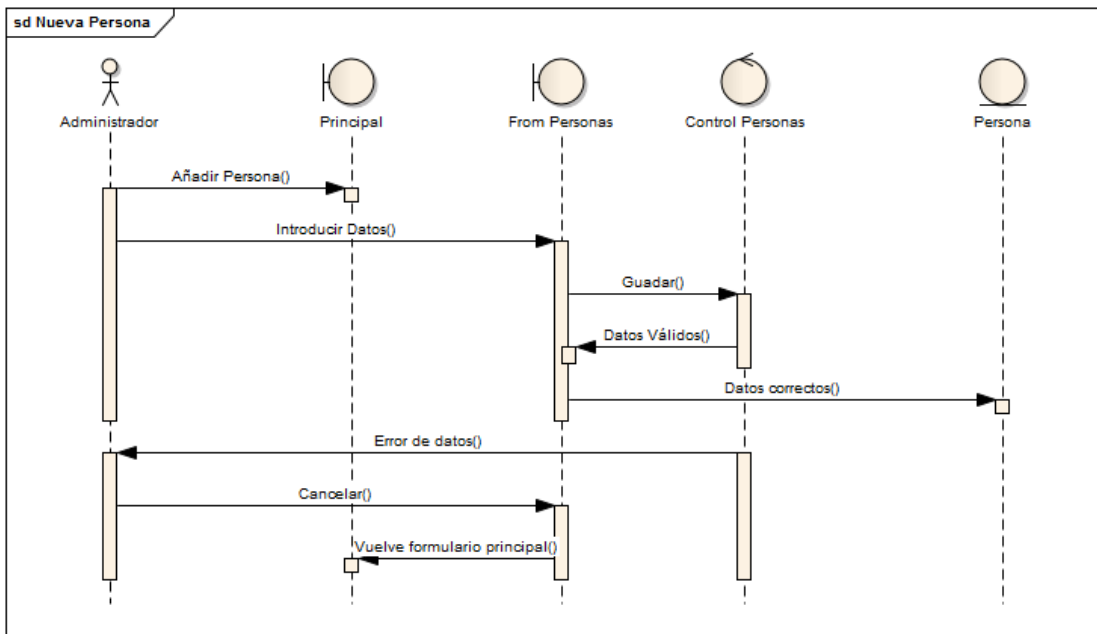 sd Nueva Persona
Administrador
Principal
From Personas
Control Personas
Persona
Añadir Persona()
Introducir Datos()
Guadar()
Datos Válidos()
Datos correctos()
Error de datos()
Cancelar()
Vuelve formulario principal()